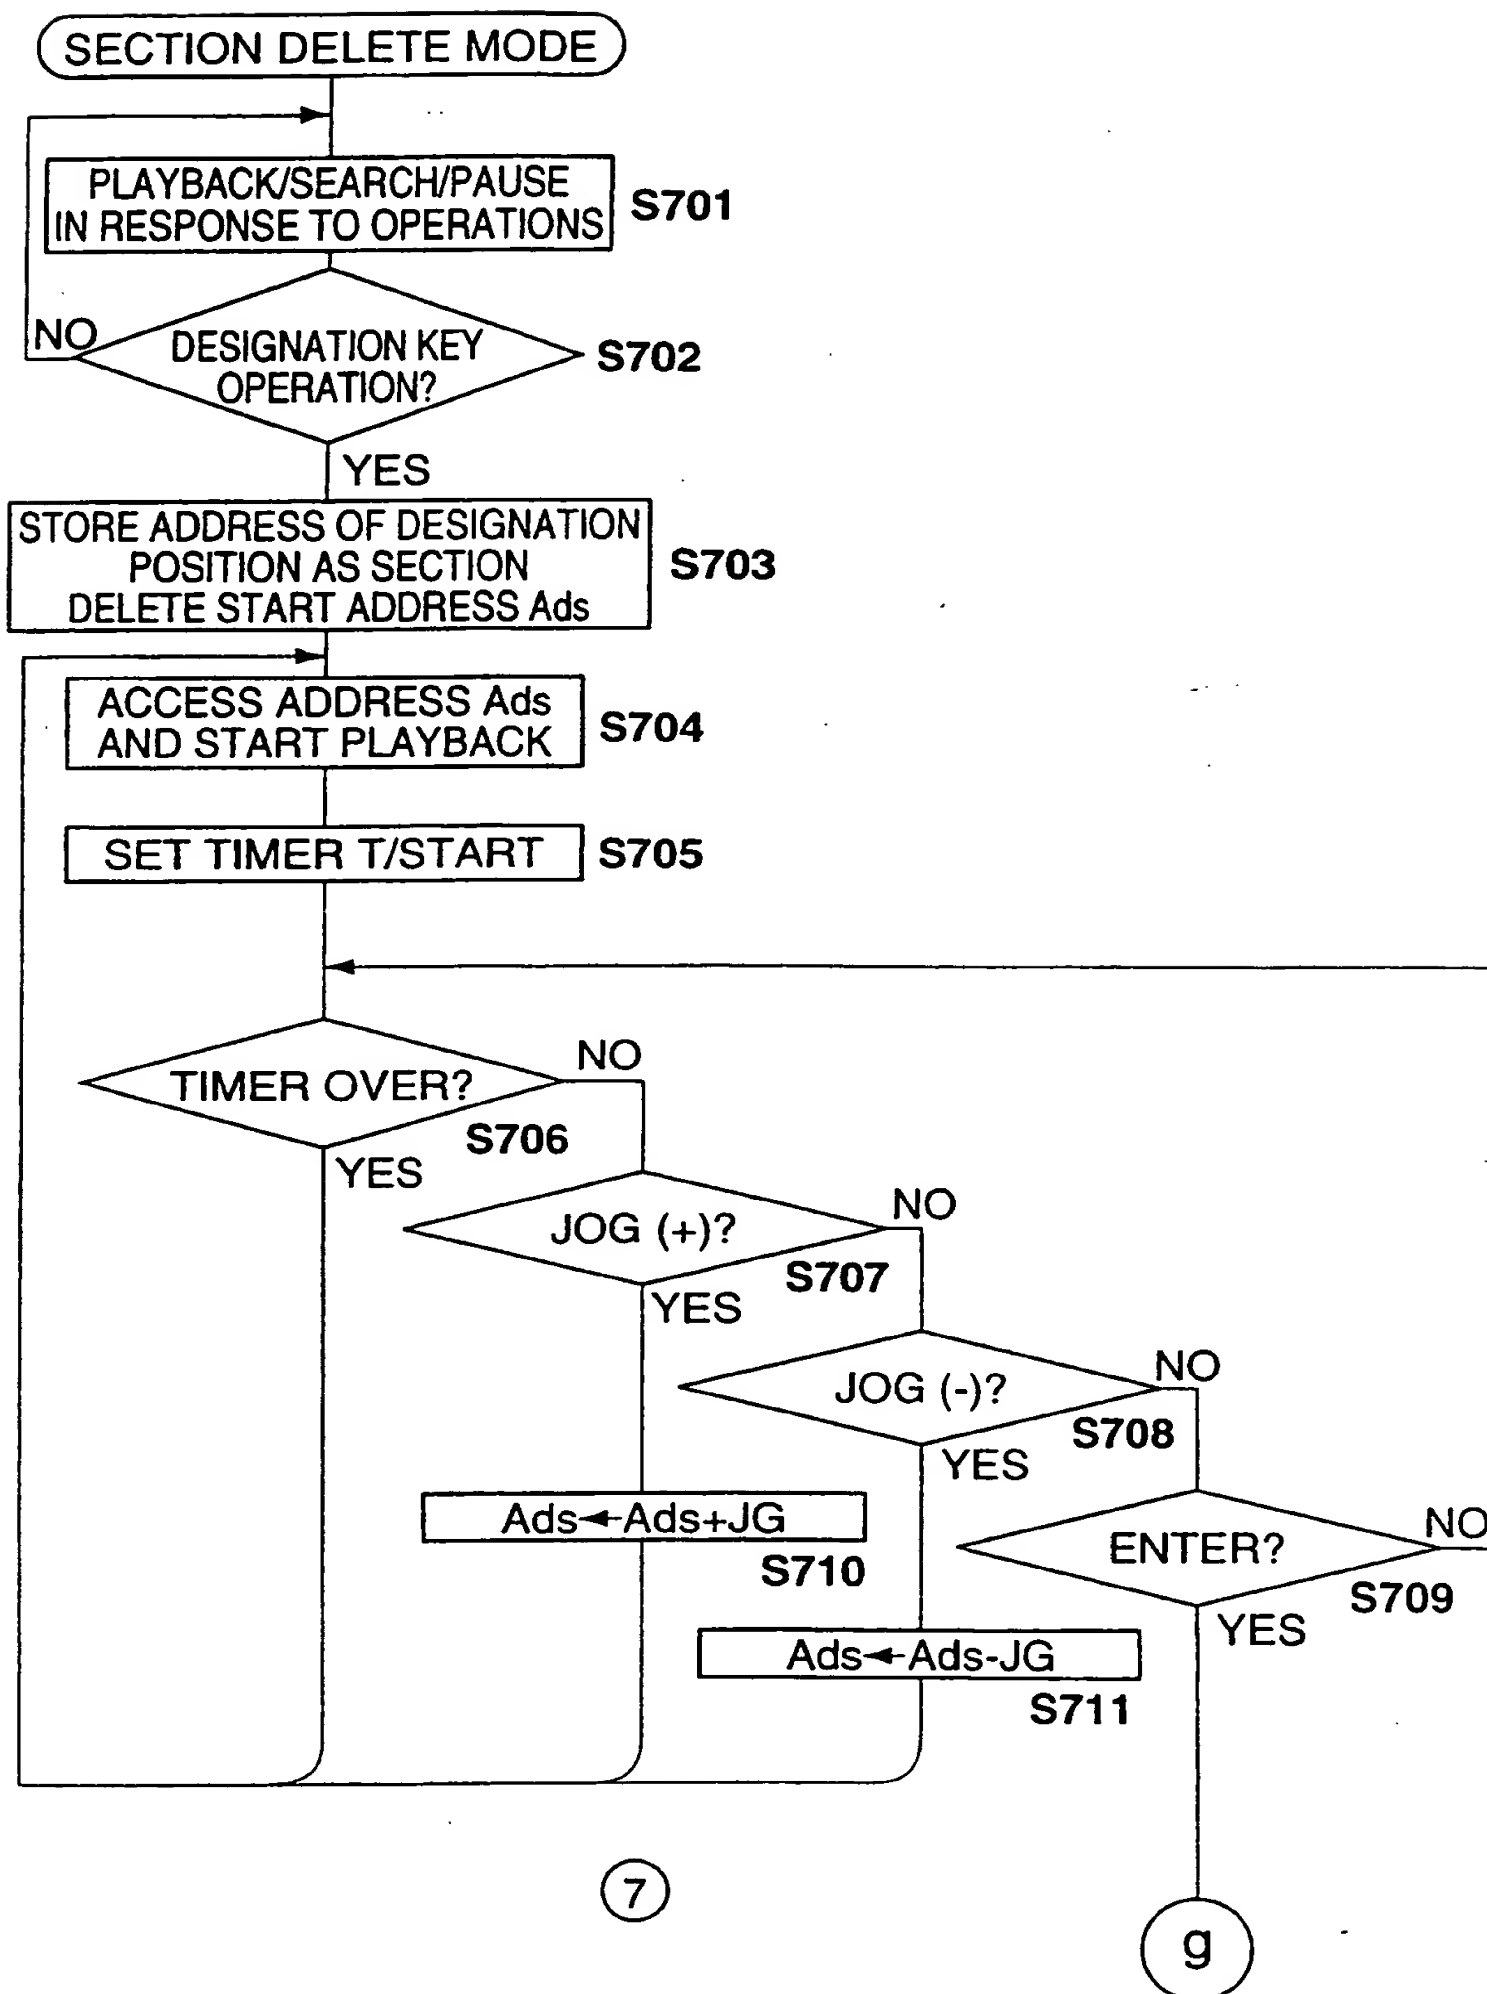 SECTION DELETE MODE
PLAYBACK/SEARCH/PAUSE
IN RESPONSE TO OPERATIONS
S701
NO
DESIGNATION KEY
OPERATION?
S702
YES
STORE ADDRESS OF DESIGNATION
POSITION AS SECTION
DELETE START ADDRESS Ads
S703
ACCESS ADDRESS Ads
AND START PLAYBACK
S704
SET TIMER T/START
S705
TIMER OVER?
NO
S706
YES
JOG (+)?
NO
S707
YES
JOG (-)?
NO
S708
YES
Ads←Ads+JG
S710
ENTER?
NO
S709
YES
Ads←Ads-JG
S711
7
g